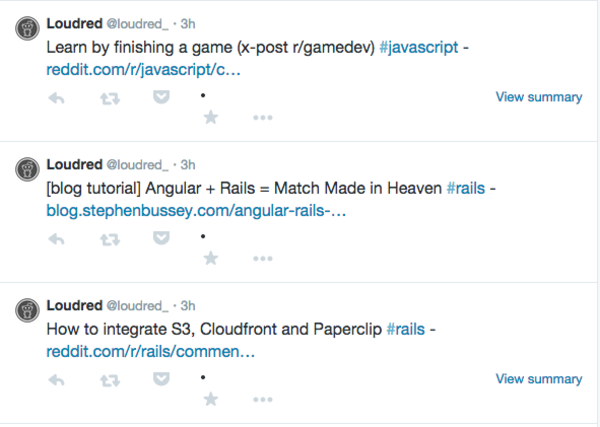 Loudred @loudred_ · 3h
Learn by finishing a game (x-post r/gamedev) #javascript -
reddit.com/r/javascript/c…
View summary
Loudred @loudred_ · 3h
[blog tutorial] Angular + Rails = Match Made in Heaven #rails -
blog.stephenbussey.com/angular-rails-…
Loudred @loudred_ · 3h
How to integrate S3, Cloudfront and Paperclip #rails -
reddit.com/r/rails/commen…
View summary